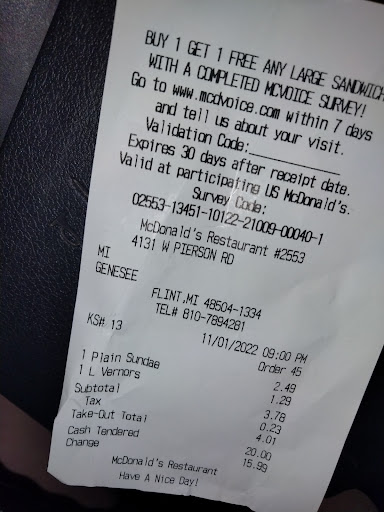 BUY 1 GET 1 FREE ANY LARGE SANDWICH
WITH A COMPLETED MCVOICE SURVEY!
Go to www.mcdvoice.com within 7 days
and tell us about your visit.
Validation Code:
Expires 30 days after receipt date.
Valid at participating US McDonald's.
Survey Code:
02553-13451-10122-21009-00040-1
McDonald's Restaurant #2553
4131 W PIERSON RD
MI
GENESEE
FLINT,MI 48504-1334
TEL# 810-7894281
KS# 13 11/01/2022 09:00 PM
Order 45
1 Plain Sundae 2.49
1 L Vernors 1.29
Subtotal 3.78
Tax 0.23
Take-Out Total 4.01
Cash Tendered 20.00
Change 15.99
McDonald's Restaurant
Have A Nice Day!